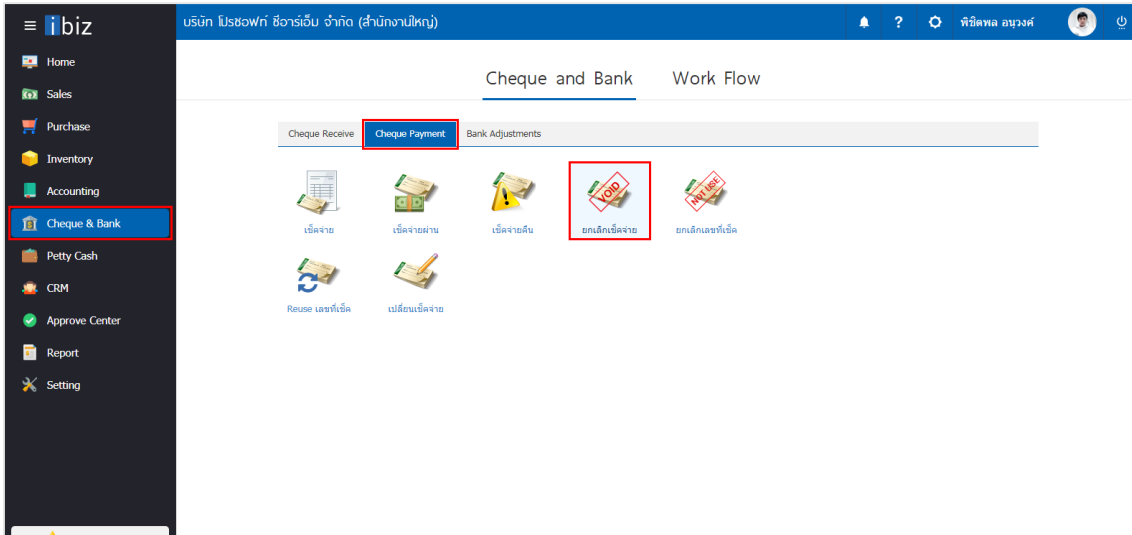 ibiz
บริษัท โปรซอฟท์ ซีอาร์เอ็ม จำกัด (สำนักงานใหญ่)
?
พิชิตพล อนุวงค์
Home
Sales
Purchase
Inventory
Accounting
Cheque & Bank
Petty Cash
CRM
Approve Center
Report
Setting
Cheque and Bank Work Flow
Cheque Receive Cheque Payment Bank Adjustments
VOID NOT USE
เช็คจ่าย เช็คจ่ายผ่าน เช็คจ่ายคืน ยกเลิกเช็คจ่าย ยกเลิกเลขที่เช็ค
Reuse เลขที่เช็ค เปลี่ยนเช็คจ่าย